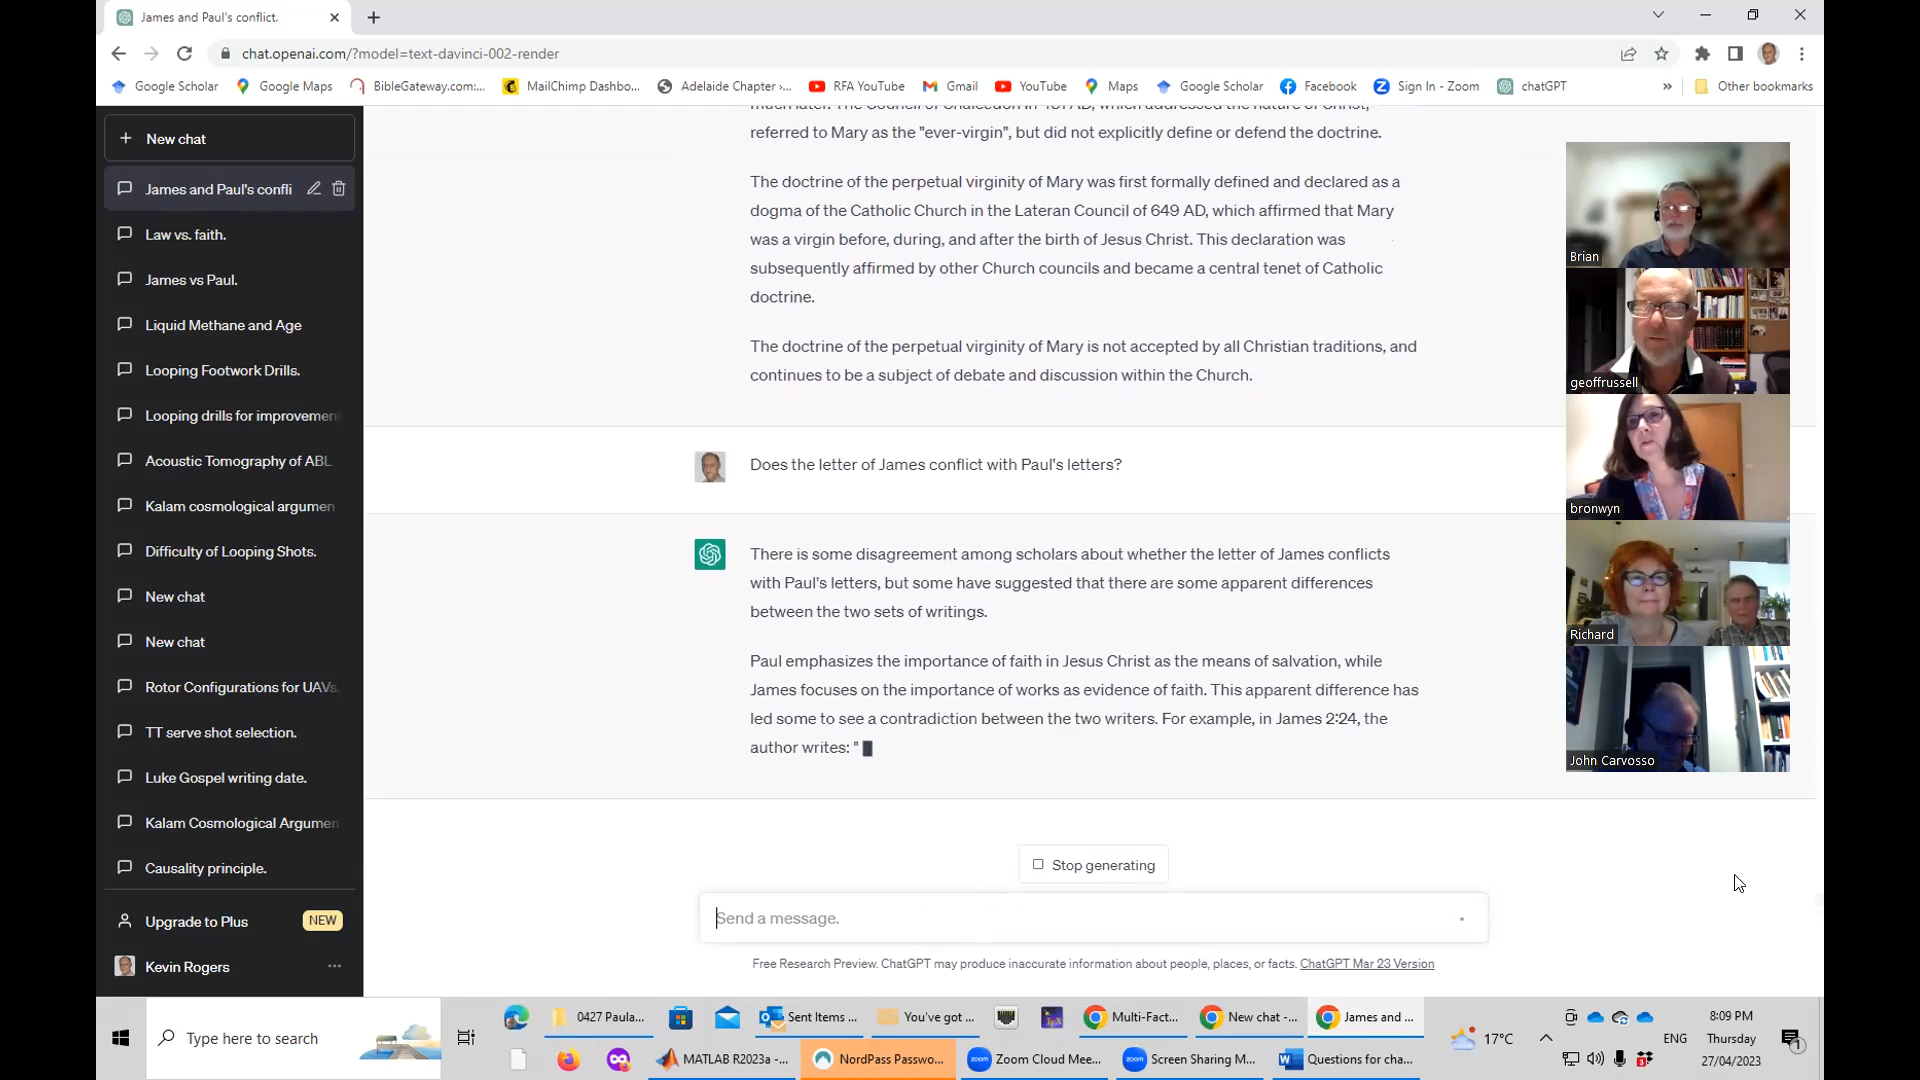 James and Paul's conflict.
chat.openai.com/?model=text-davinci-002-render
Google Scholar
Google Maps
BibleGateway.com:...
MailChimp Dashbo...
Adelaide Chapter ›...
RFA YouTube
Gmail
YouTube
Maps
Google Scholar
Facebook
Sign In - Zoom
chatGPT
»
Other bookmarks
New chat
James and Paul's confli
Law vs. faith.
James vs Paul.
Liquid Methane and Age
Looping Footwork Drills.
Looping drills for improvemen
Acoustic Tomography of ABL
Kalam cosmological argumen
Difficulty of Looping Shots.
New chat
New chat
Rotor Configurations for UAVs.
TT serve shot selection.
Luke Gospel writing date.
Kalam Cosmological Argumen
Causality principle.
Upgrade to Plus
NEW
Kevin Rogers
much later. The Council of Chalcedon in 451 AD, which addressed the nature of Christ,
referred to Mary as the "ever-virgin", but did not explicitly define or defend the doctrine.
The doctrine of the perpetual virginity of Mary was first formally defined and declared as a
dogma of the Catholic Church in the Lateran Council of 649 AD, which affirmed that Mary
was a virgin before, during, and after the birth of Jesus Christ. This declaration was
subsequently affirmed by other Church councils and became a central tenet of Catholic
doctrine.
The doctrine of the perpetual virginity of Mary is not accepted by all Christian traditions, and
continues to be a subject of debate and discussion within the Church.
Does the letter of James conflict with Paul's letters?
There is some disagreement among scholars about whether the letter of James conflicts
with Paul's letters, but some have suggested that there are some apparent differences
between the two sets of writings.
Paul emphasizes the importance of faith in Jesus Christ as the means of salvation, while
James focuses on the importance of works as evidence of faith. This apparent difference has
led some to see a contradiction between the two writers. For example, in James 2:24, the
author writes: "
Stop generating
Send a message.
Free Research Preview. ChatGPT may produce inaccurate information about people, places, or facts. ChatGPT Mar 23 Version
Brian
geoffrussell
bronwyn
Richard
John Carvosso
Type here to search
0427 Paula...
Sent Items ...
You've got ...
Multi-Fact...
New chat -...
James and ...
MATLAB R2023a -...
NordPass Passwo...
Zoom Cloud Mee...
Screen Sharing M...
Questions for cha...
17°C
ENG
8:09 PM
Thursday
27/04/2023
1